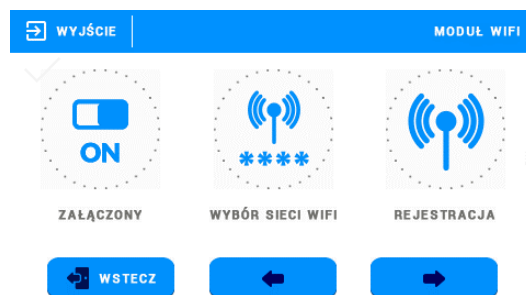 WYJŚCIE
MODUŁ WIFI
ON
****
ZAŁĄCZONY
WYBÓR SIECI WIFI
REJESTRACJA
WSTECZ